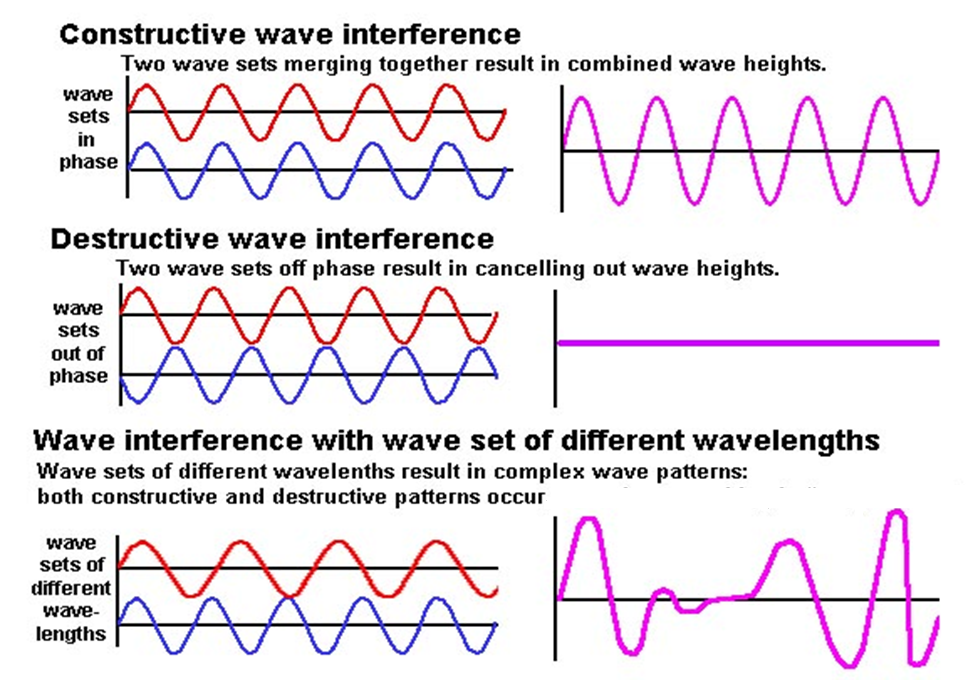 Constructive wave interference
Two wave sets merging together result in combined wave heights.
wave
sets
in
phase
Destructive wave interference
Two wave sets off phase result in cancelling out wave heights.
wave
sets
out of
phase
Wave interference with wave set of different wavelengths
Wave sets of different wavelenths result in complex wave patterns:
both constructive and destructive patterns occur
wave
sets of
different
wave-
lengths